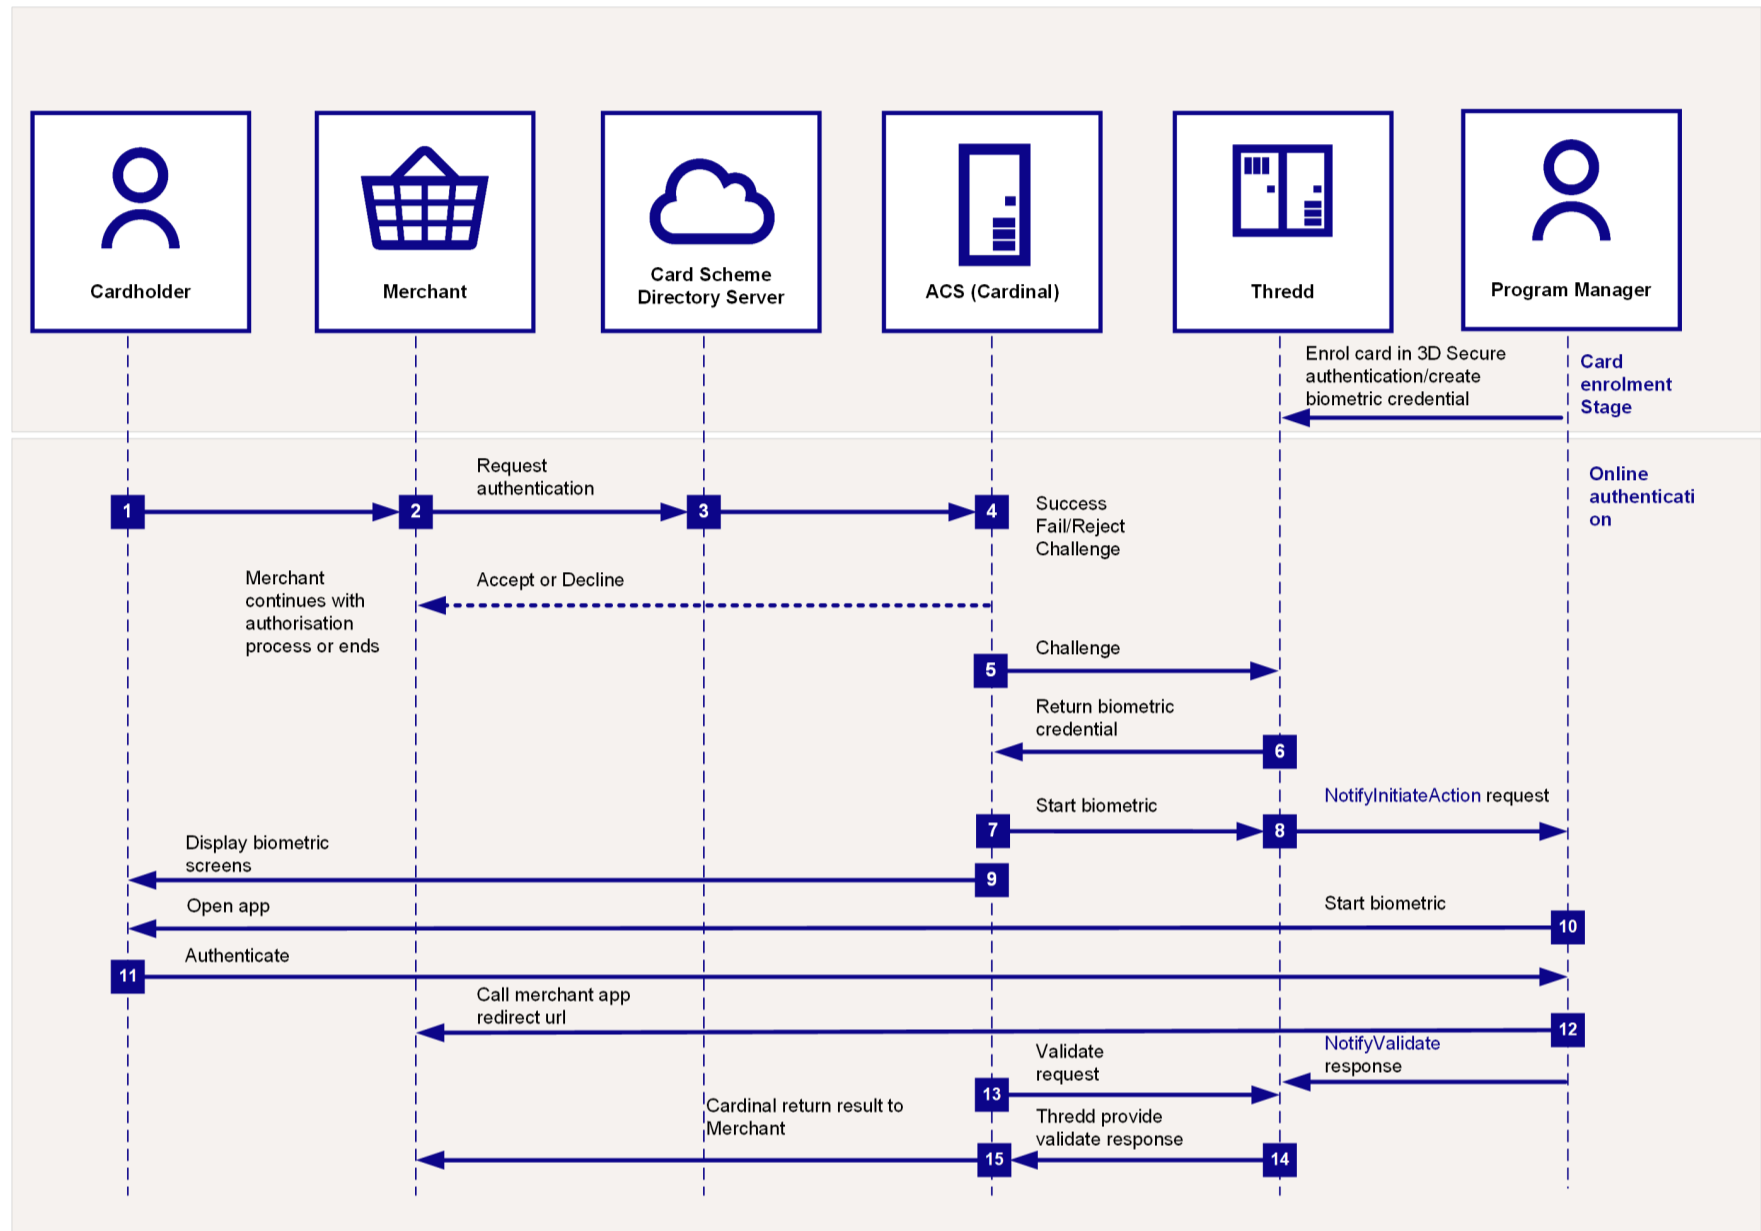 Cardholder
Merchant
Card Scheme
Directory Server
ACS (Cardinal)
Thredd
Program Manager
Enrol card in 3D Secure
authentication/create
biometric credential
Card
enrolment
Stage
Online
authenticati
on
Request
authentication
1
2
3
4
Success
Fail/Reject
Challenge
Merchant
continues with
authorisation
process or ends
Accept or Decline
Challenge
5
Return biometric
credential
6
Start biometric
NotifyInitiateAction request
7
8
Display biometric
screens
9
Open app
Start biometric
10
Authenticate
11
Call merchant app
redirect url
12
NotifyValidate
response
Validate
request
13
Cardinal return result to
Merchant
Thredd provide
validate response
15
14